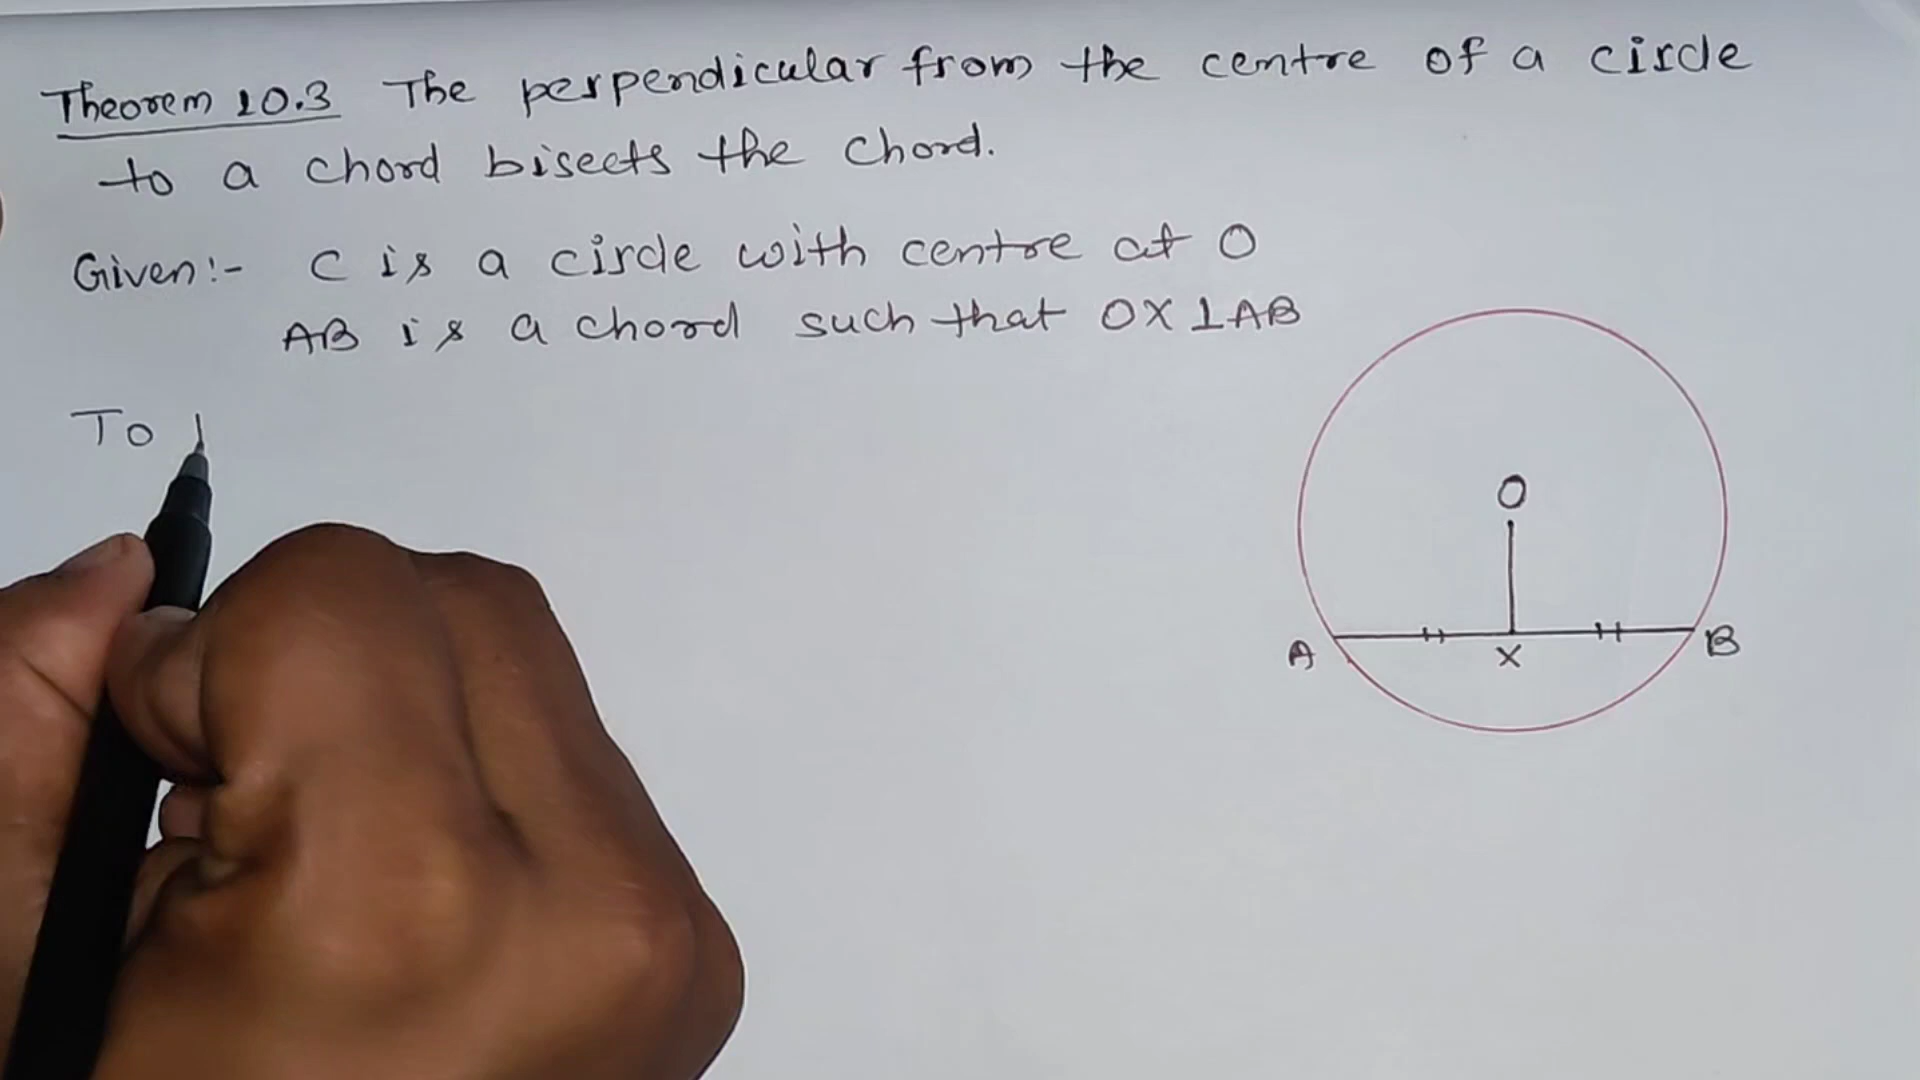 Theorem 10.3 The perpendicular from the centre of a circle
to a chord bisects the chord.
Given:- C is a circle with centre at O
AB is a chord such that OX ⊥ AB
To
O
A
X
B